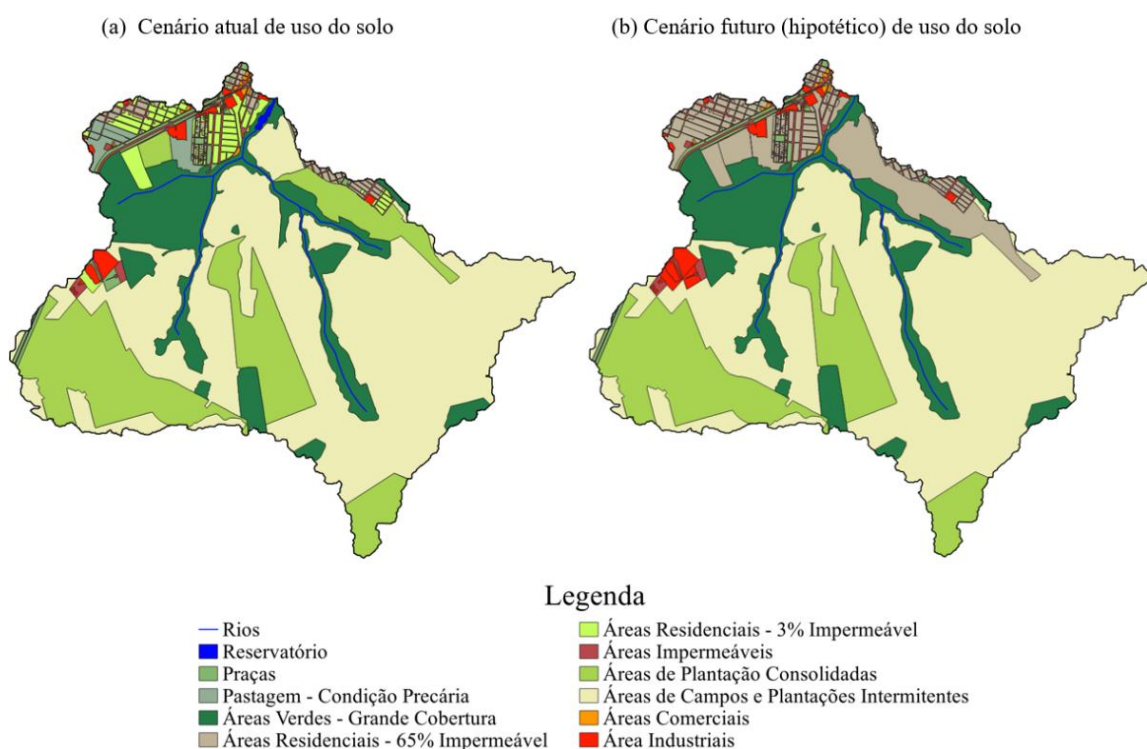 (a) Cenário atual de uso do solo
(b) Cenário futuro (hipotético) de uso do solo
Legenda
Rios
Reservatório
Praças
Pastagem - Condição Precária
Áreas Verdes - Grande Cobertura
Áreas Residenciais - 65% Impermeável
Áreas Residenciais - 3% Impermeável
Áreas Impermeáveis
Áreas de Plantação Consolidadas
Áreas de Campos e Plantações Intermitentes
Áreas Comerciais
Área Industriais